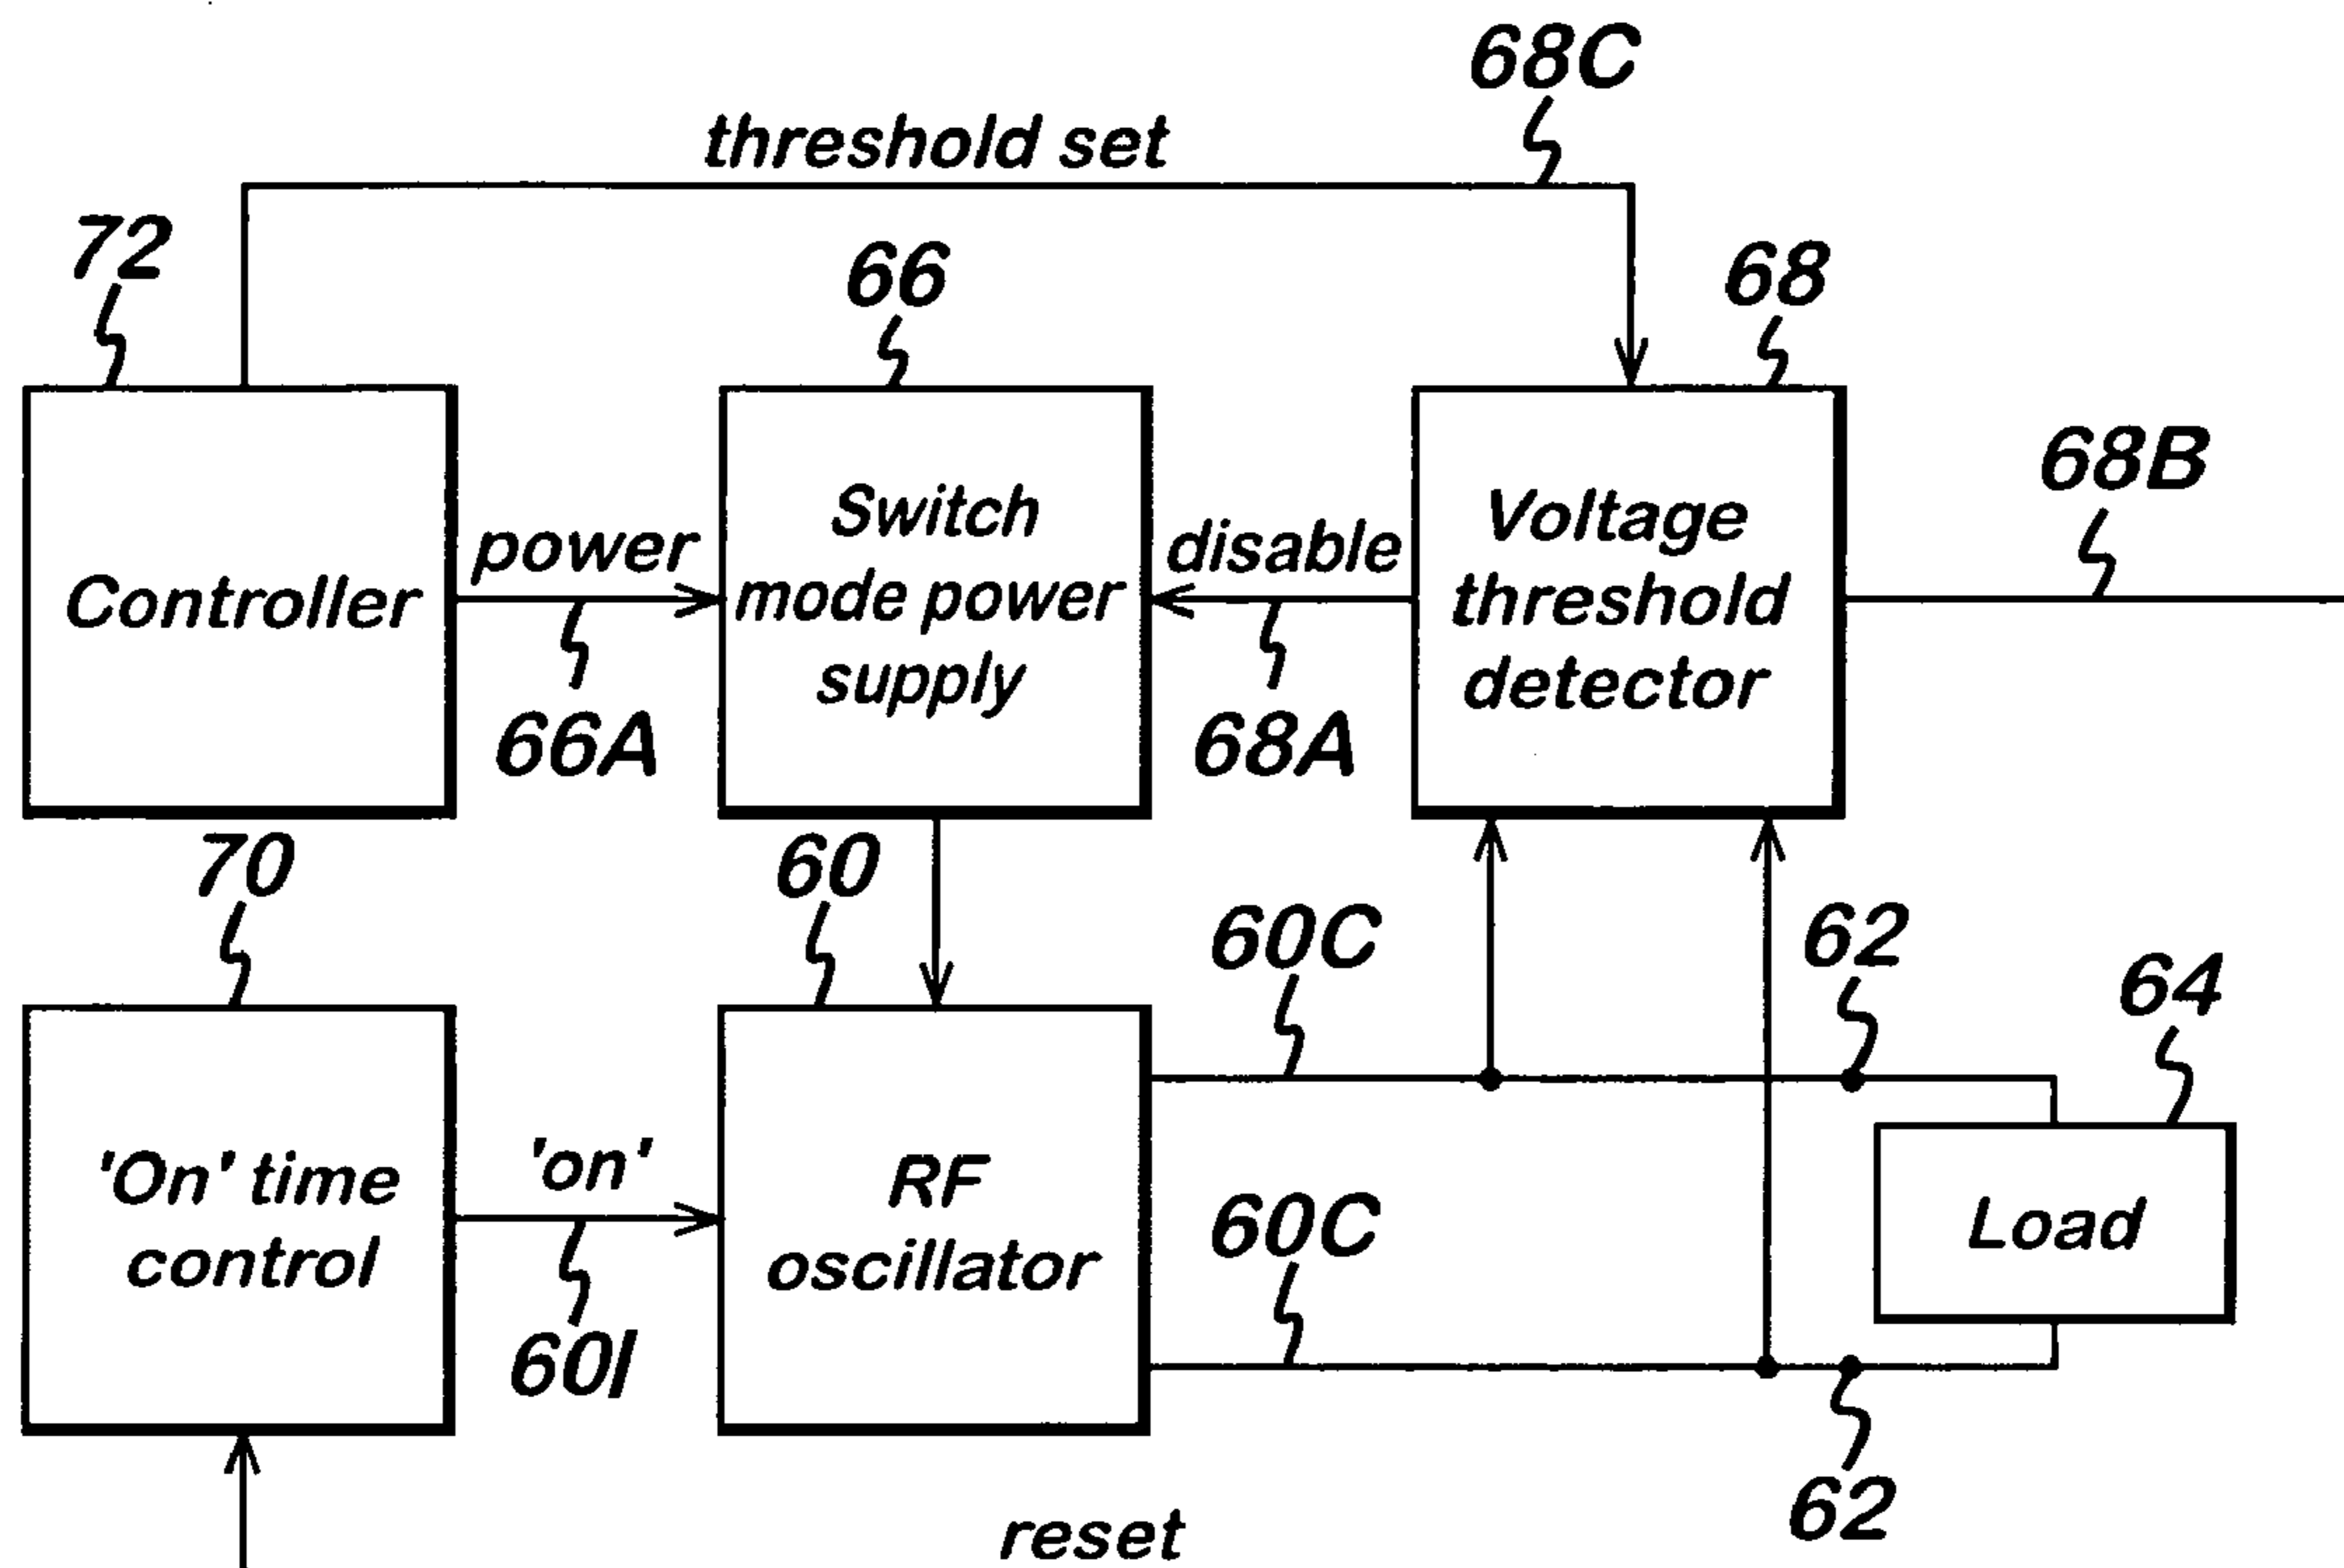 68C
threshold set
72
66
68
68B
Controller
power
Switch
mode power
supply
disable
Voltage
threshold
detector
66A
68A
70
60
60C
62
64
'On' time
control
'on'
RF
oscillator
60C
Load
60I
62
reset